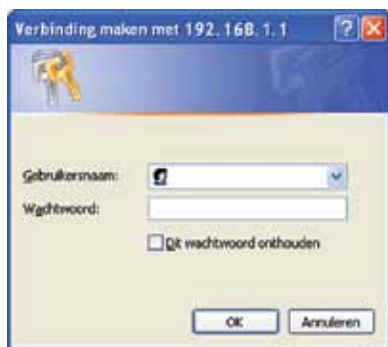 Verbinding maken met 192.168.1.1
Gebruikersnaam:
Wachtwoord:
Dit wachtwoord onthouden
OK Annuleren